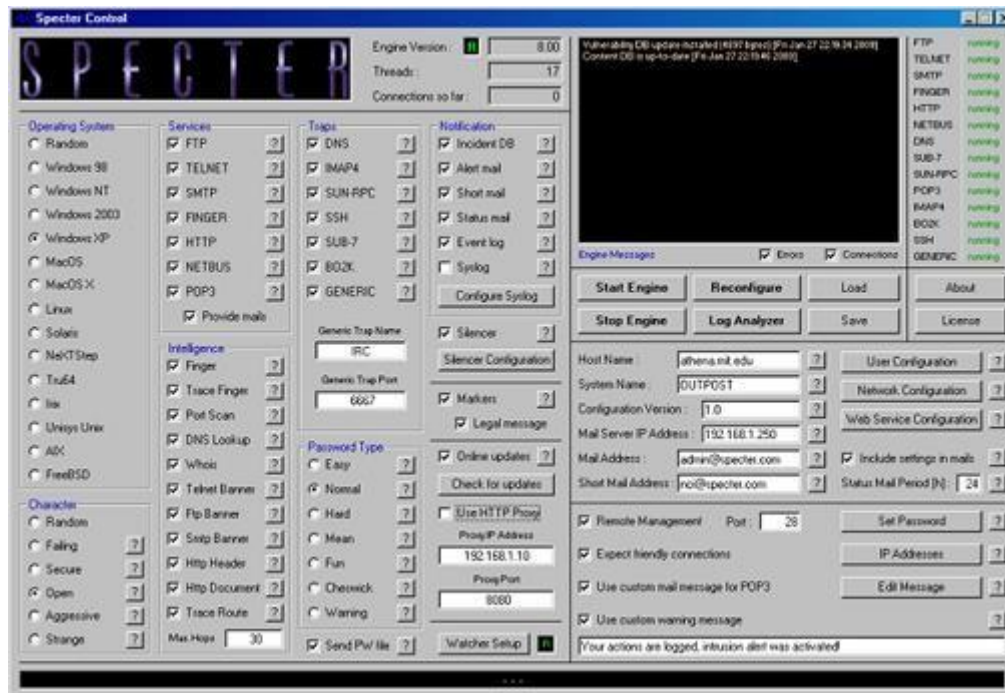 Specter Control
SPECTER
Engine Version : 8.00
Threads : 17
Connections so far : 0
Operating System
Random
Windows 98
Windows NT
Windows 2003
Windows XP
MacOS
MacOS X
Linux
Solaris
NeXTStep
Tru64
Irix
Unisys Unix
AIX
FreeBSD
Character
Random
Failing ?
Secure ?
Open ?
Aggressive ?
Strange ?
Services
FTP ?
TELNET ?
SMTP ?
FINGER ?
HTTP ?
NETBUS ?
POP3 ?
Provide mails
Intelligence
Finger ?
Trace Finger ?
Port Scan ?
DNS Lookup ?
Whois ?
Telnet Banner ?
Ftp Banner ?
Smtp Banner ?
Http Header ?
Http Document ?
Trace Route ?
Max Hops 30
Traps
DNS ?
IMAP4 ?
SUN-RPC ?
SSH ?
SUB-7 ?
BO2K ?
GENERIC ?
Generic Trap Name
IRC
Generic Trap Port
6667
Password Type
Easy ?
Normal ?
Hard ?
Mean ?
Fun ?
Cheswick ?
Warning ?
Send PW file ?
Notification
Incident DB ?
Alert mail ?
Short mail ?
Status mail ?
Event log ?
Syslog ?
Configure Syslog
Silencer ?
Silencer Configuration
Markers ?
Legal message
Online updates ?
Check for updates
Use HTTP Proxy
Proxy IP Address
192.168.1.10
Proxy Port
8080
Watcher Setup
Vulnerability DB update installed
Content DB is up-to-date
Engine Messages Errors Connections
FTP running
TELNET running
SMTP running
FINGER running
HTTP running
NETBUS running
DNS running
SUB-7 running
SUN-RPC running
POP3 running
IMAP4 running
BO2K running
SSH running
GENERIC running
Start Engine Reconfigure Load About
Stop Engine Log Analyzer Save License
Host Name : athena.mit.edu ? User Configuration ?
System Name : OUTPOST ? Network Configuration ?
Configuration Version : 1.0 ? Web Service Configuration ?
Mail Server IP Address : 192.168.1.250 ?
Mail Address : admin@specter.com ? Include settings in mails ?
Short Mail Address : @specter.com ? Status Mail Period [h] : 24 ?
Remote Management Port : 28 Set Password ?
Expect friendly connections IP Addresses ?
Use custom mail message for POP3 Edit Message ?
Use custom warning message ?
Your actions are logged, intrusion alert was activated!